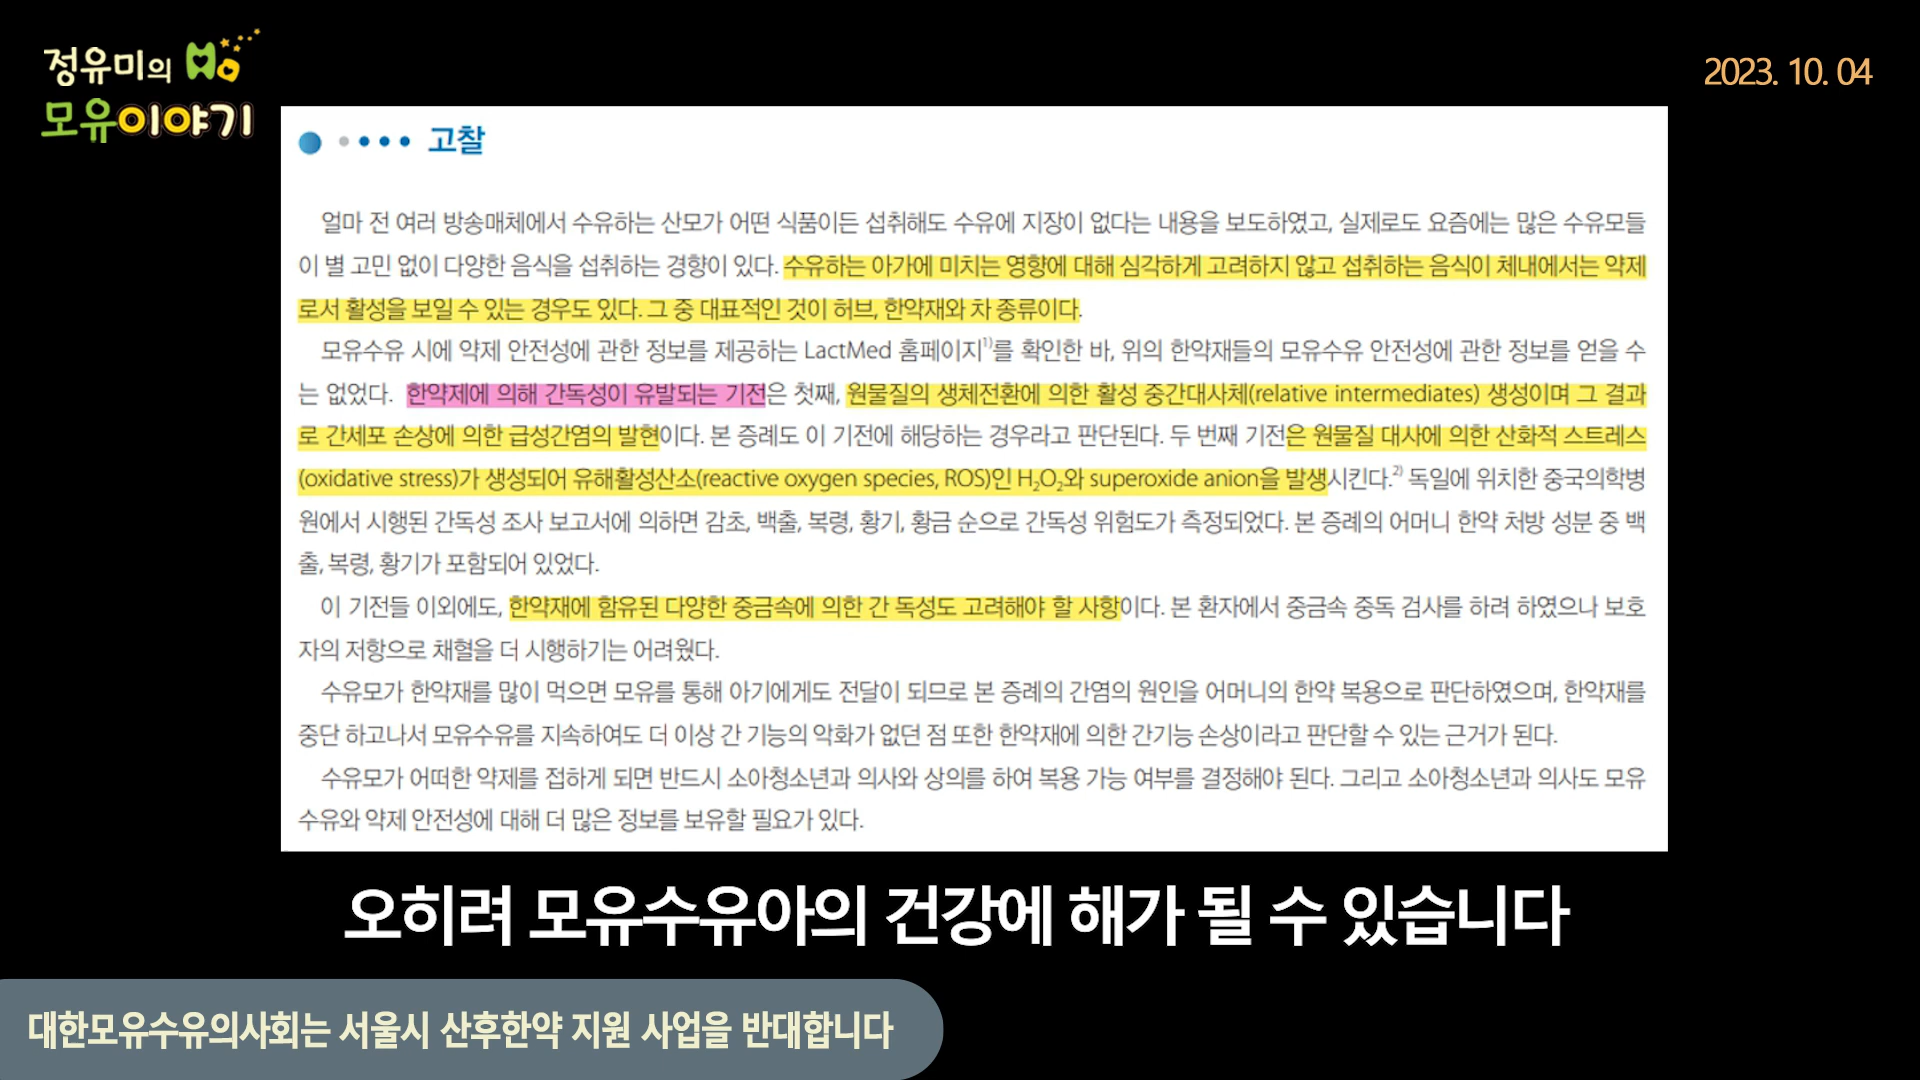 정유미의
모유이야기
2023. 10. 04
고찰
얼마 전 여러 방송매체에서 수유하는 산모가 어떤 식품이든 섭취해도 수유에 지장이 없다는 내용을 보도하였고, 실제로도 요즘에는 많은 수유모들
이 별 고민 없이 다양한 음식을 섭취하는 경향이 있다. 수유하는 아가에 미치는 영향에 대해 심각하게 고려하지 않고 섭취하는 음식이 체내에서는 약제
로서 활성을 보일 수 있는 경우도 있다. 그 중 대표적인 것이 허브, 한약재와 차 종류이다.
모유수유 시에 약제 안전성에 관한 정보를 제공하는 LactMed 홈페이지1)를 확인한 바, 위의 한약재들의 모유수유 안전성에 관한 정보를 얻을 수
는 없었다. 한약제에 의해 간독성이 유발되는 기전은 첫째, 원물질의 생체전환에 의한 활성 중간대사체(relative intermediates) 생성이며 그 결과
로 간세포 손상에 의한 급성간염의 발현이다. 본 증례도 이 기전에 해당하는 경우라고 판단된다. 두 번째 기전은 원물질 대사에 의한 산화적 스트레스
(oxidative stress)가 생성되어 유해활성산소(reactive oxygen species, ROS)인 H₂O₂와 superoxide anion을 발생시킨다.2) 독일에 위치한 중국의학병
원에서 시행된 간독성 조사 보고서에 의하면 감초, 백출, 복령, 황기, 황금 순으로 간독성 위험도가 측정되었다. 본 증례의 어머니 한약 처방 성분 중 백
출, 복령, 황기가 포함되어 있었다.
이 기전들 이외에도, 한약재에 함유된 다양한 중금속에 의한 간 독성도 고려해야 할 사항이다. 본 환자에서 중금속 중독 검사를 하려 하였으나 보호
자의 저항으로 채혈을 더 시행하기는 어려웠다.
수유모가 한약재를 많이 먹으면 모유를 통해 아기에게도 전달이 되므로 본 증례의 간염의 원인을 어머니의 한약 복용으로 판단하였으며, 한약재를
중단 하고나서 모유수유를 지속하여도 더 이상 간 기능의 악화가 없던 점 또한 한약재에 의한 간기능 손상이라고 판단할 수 있는 근거가 된다.
수유모가 어떠한 약제를 접하게 되면 반드시 소아청소년과 의사와 상의를 하여 복용 가능 여부를 결정해야 된다. 그리고 소아청소년과 의사도 모유
수유와 약제 안전성에 대해 더 많은 정보를 보유할 필요가 있다.
오히려 모유수유아의 건강에 해가 될 수 있습니다
대한모유수유의사회는 서울시 산후한약 지원 사업을 반대합니다